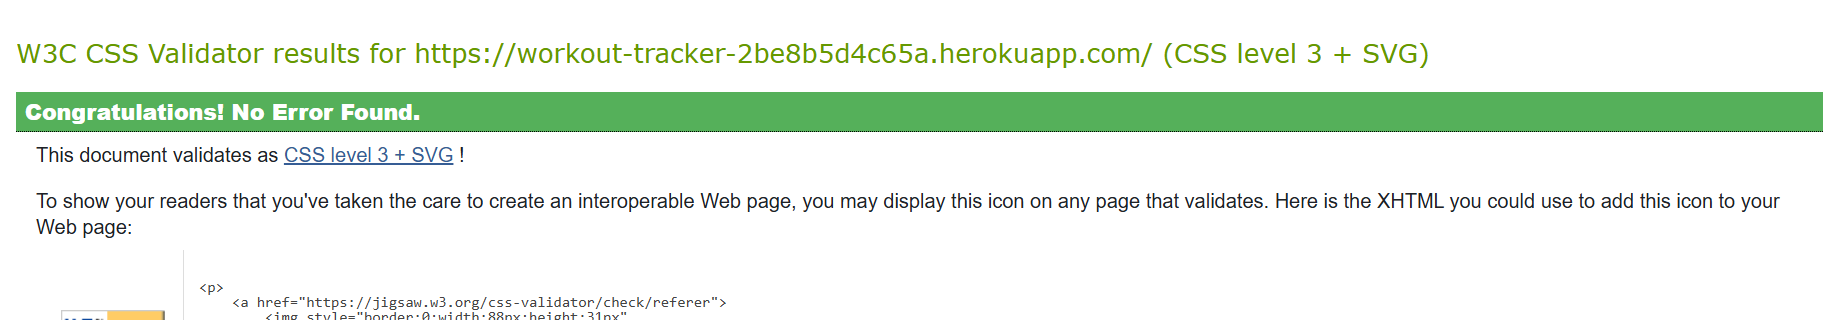 W3C CSS Validator results for https://workout-tracker-2be8b5d4c65a.herokuapp.com/ (CSS level 3 + SVG)
Congratulations! No Error Found.
This document validates as CSS level 3 + SVG !
To show your readers that you've taken the care to create an interoperable Web page, you may display this icon on any page that validates. Here is the XHTML you could use to add this icon to your
Web page:
<p>
<a href="https://jigsaw.w3.org/css-validator/check/referer">
<img style="border:0;width:88px;height:31px"